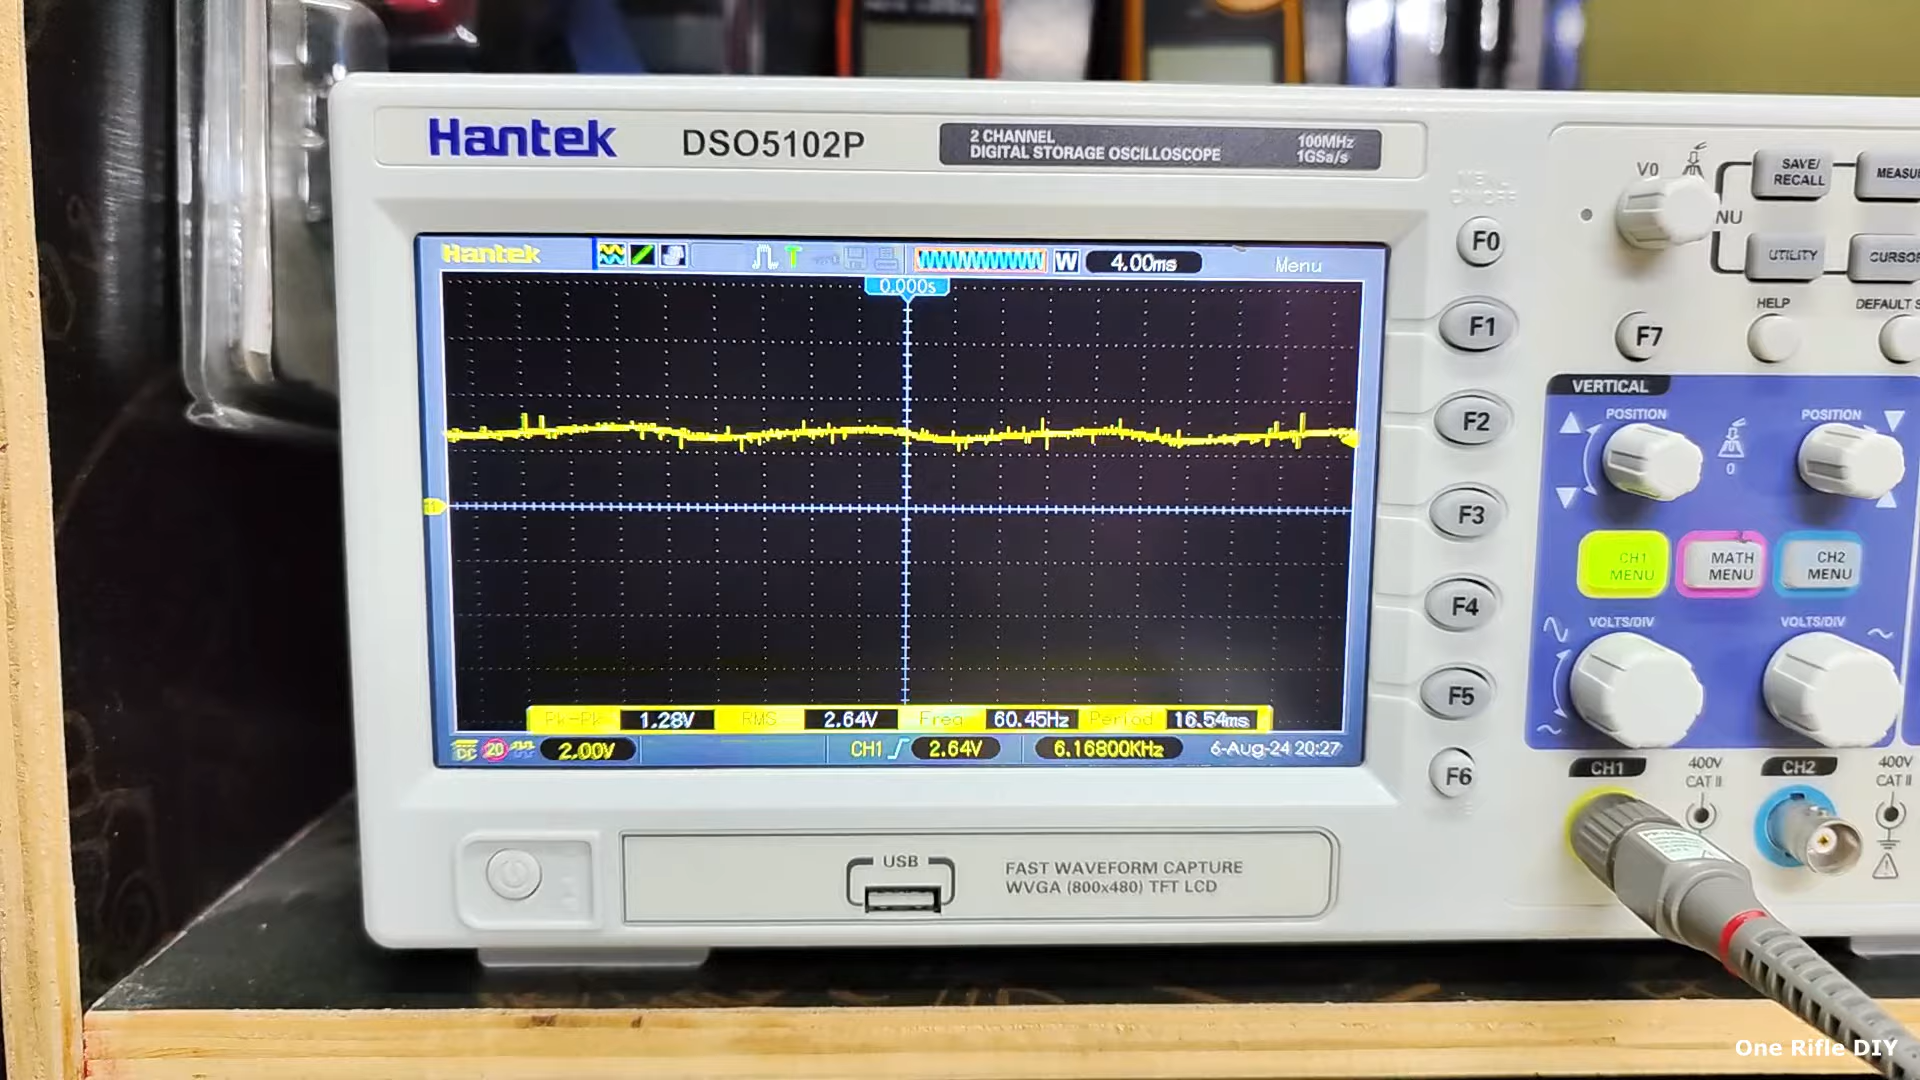 Hantek DSO5102P
2 CHANNEL
DIGITAL STORAGE OSCILLOSCOPE
100MHz
1GSa/s
Hantek
T
W
4.00ms
Menu
0.000s
Pk-Pk 1.28V RMS 2.64V Freq 60.45Hz Period 16.54ms
DC 20 2.00V CH1 2.64V 6.16800KHz 6-Aug-24 20:27
F0
F1
F2
F3
F4
F5
F6
V0
SAVE/
RECALL
NU
UTILITY
F7
HELP
VERTICAL
POSITION
POSITION
0
CH1
MENU
MATH
MENU
CH2
MENU
VOLTS/DIV
VOLTS/DIV
CH1
400V
CAT II
CH2
400V
CAT II
USB
FAST WAVEFORM CAPTURE
WVGA (800x480) TFT LCD
One Rifle DIY